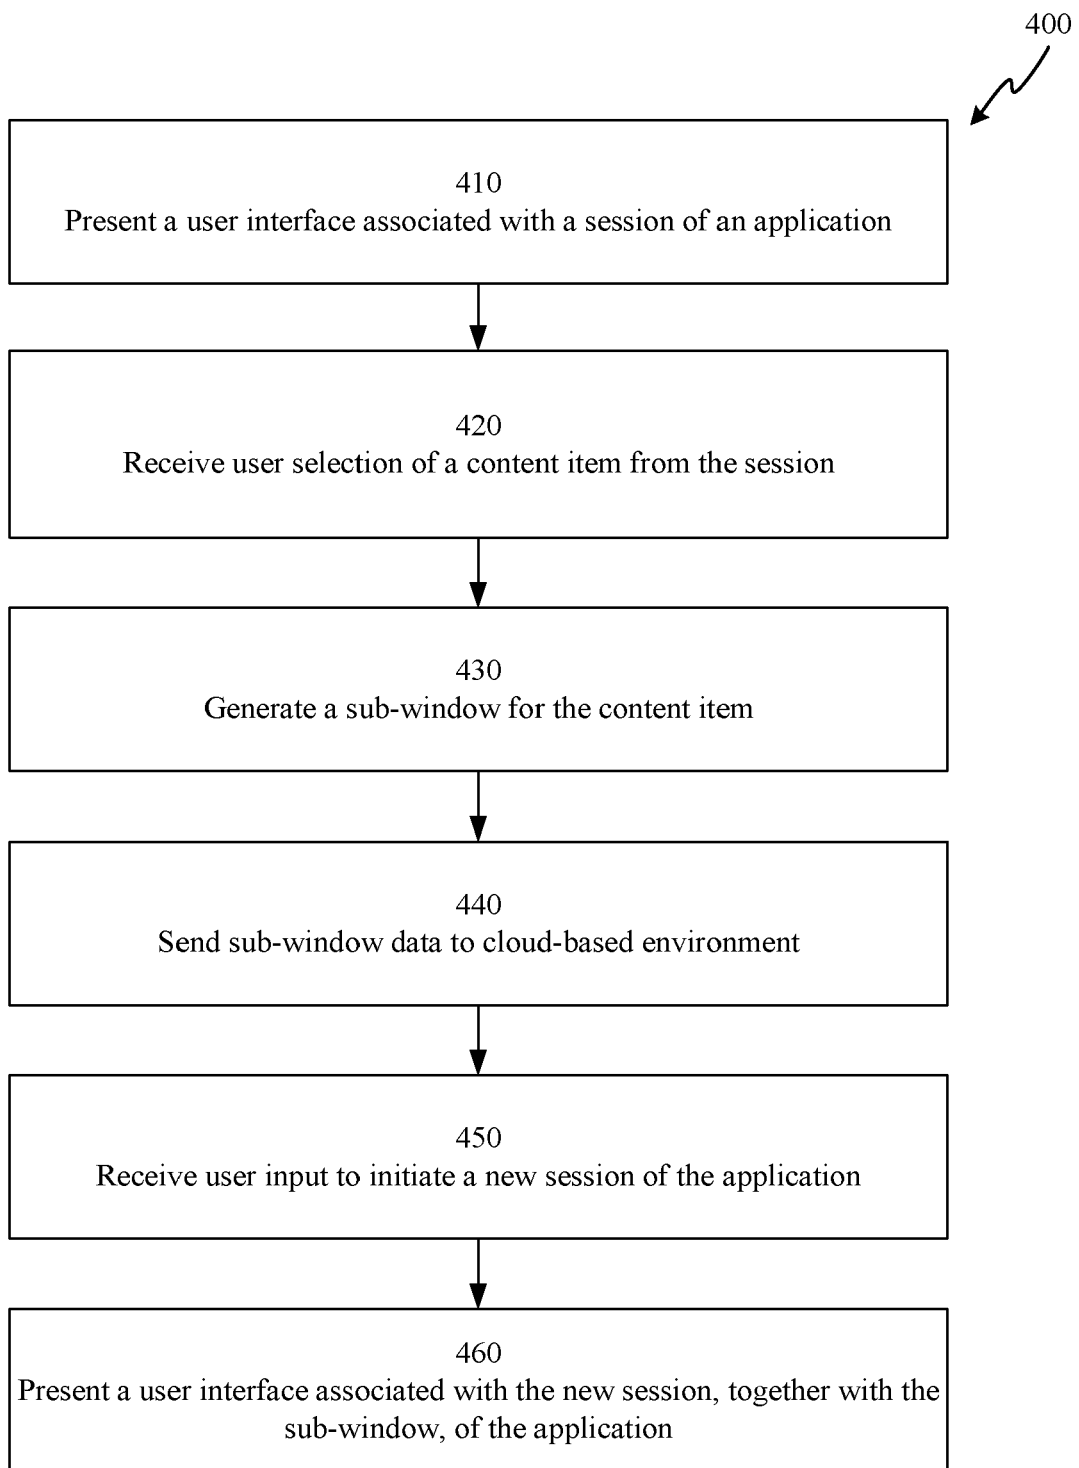 400
410
Present a user interface associated with a session of an application
420
Receive user selection of a content item from the session
430
Generate a sub-window for the content item
440
Send sub-window data to cloud-based environment
450
Receive user input to initiate a new session of the application
460
Present a user interface associated with the new session, together with the
sub-window, of the application